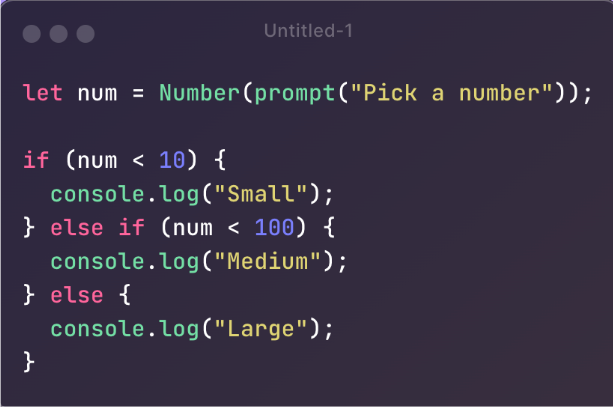 Untitled-1
let num = Number(prompt("Pick a number"));
if (num < 10) {
  console.log("Small");
} else if (num < 100) {
  console.log("Medium");
} else {
  console.log("Large");
}